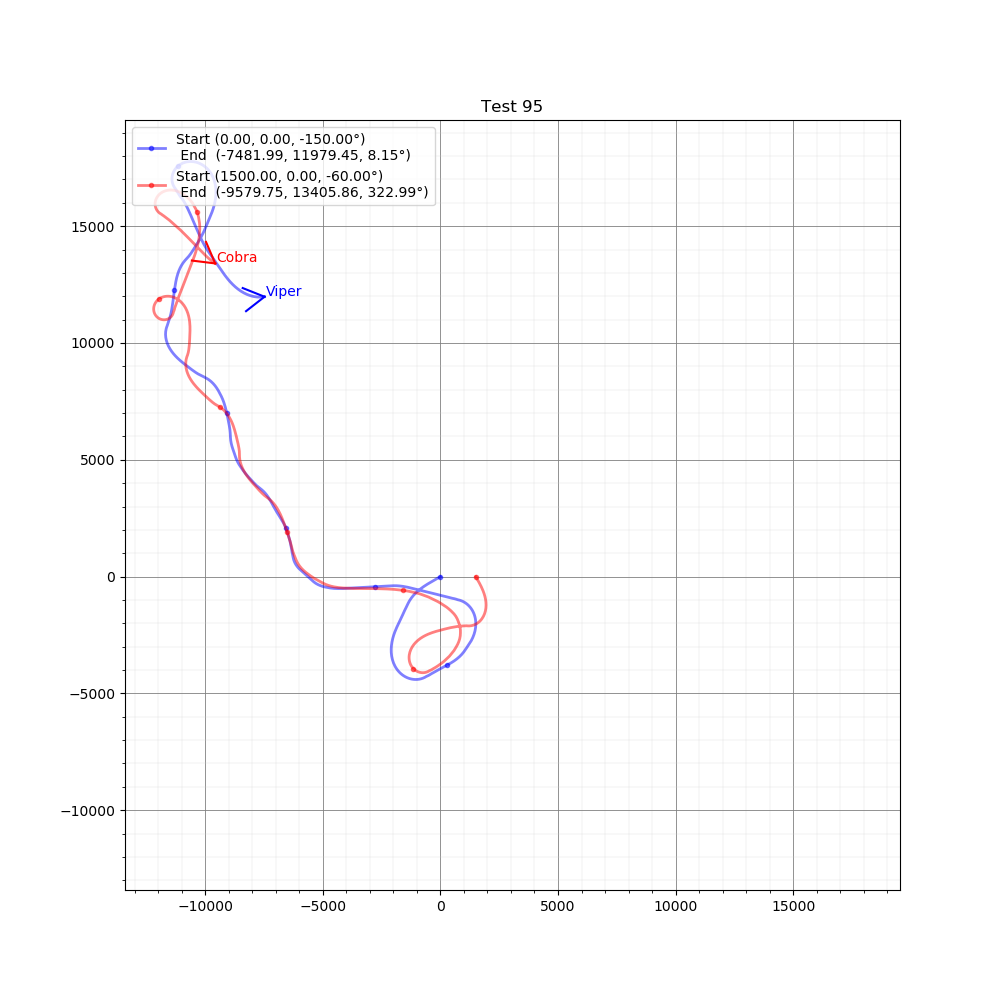 Test 95
Start (0.00, 0.00, -150.00°)
End (-7481.99, 11979.45, 8.15°)
Start (1500.00, 0.00, -60.00°)
End (-9579.75, 13405.86, 322.99°)
Cobra
Viper
15000
10000
5000
0
−5000
−10000
−10000
−5000
0
5000
10000
15000